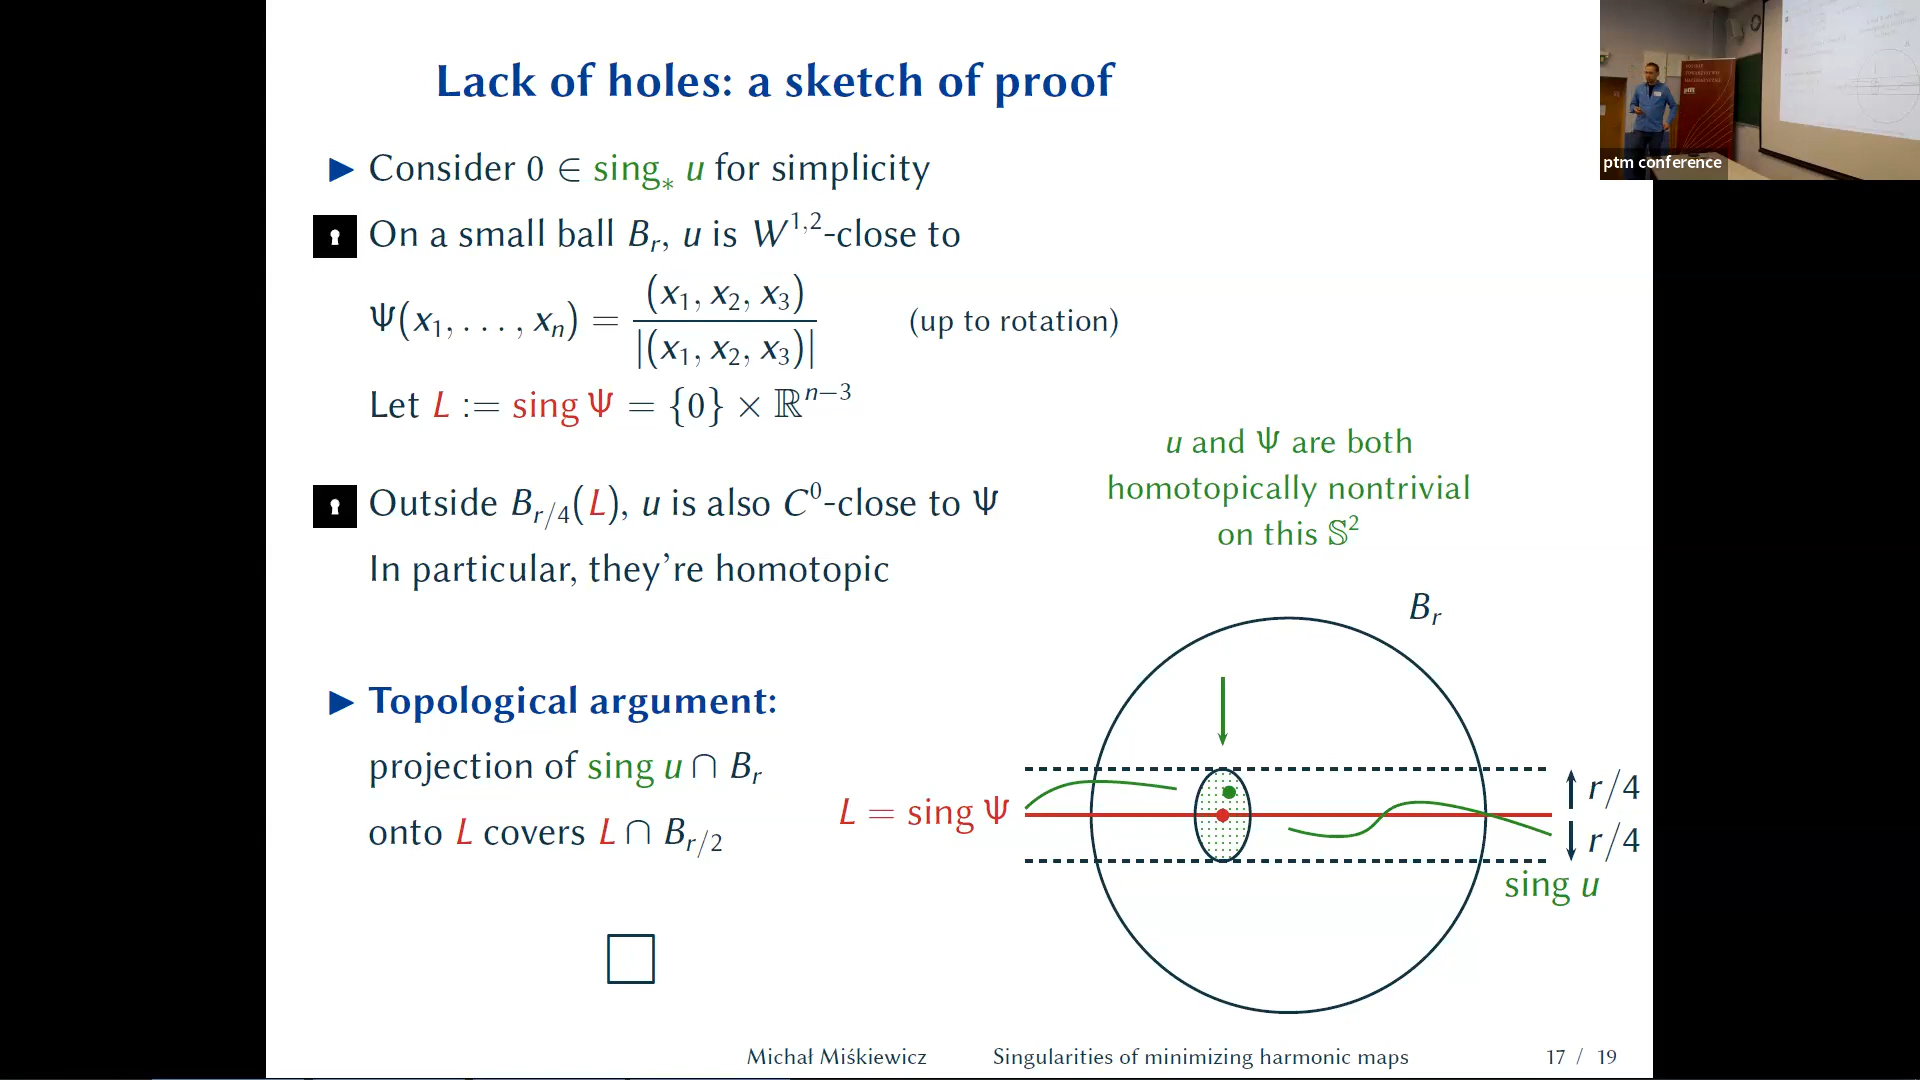 Lack of holes: a sketch of proof
▶ Consider 0 ∈ sing∗ u for simplicity
On a small ball Bᵣ, u is W^{1,2}-close to
Ψ(x₁, . . . , xₙ) = (x₁, x₂, x₃) / |(x₁, x₂, x₃)| (up to rotation)
Let L := sing Ψ = {0} × ℝ^{n−3}
u and Ψ are both
homotopically nontrivial
on this 𝕊²
Outside B_{r/4}(L), u is also C⁰-close to Ψ
In particular, they're homotopic
▶ Topological argument:
projection of sing u ∩ Bᵣ
onto L covers L ∩ B_{r/2}
□
Bᵣ
L = sing Ψ
r/4
r/4
sing u
Michał Miśkiewicz Singularities of minimizing harmonic maps 17 / 19
ptm conference